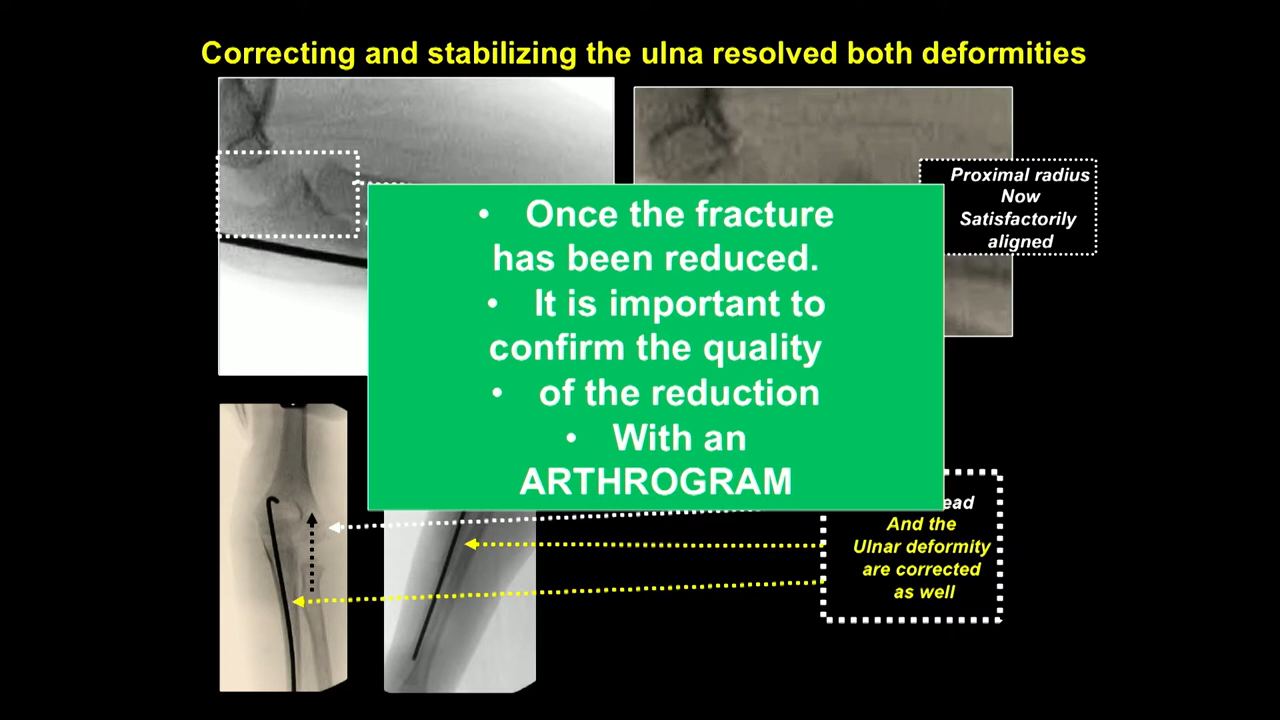 Correcting and stabilizing the ulna resolved both deformities
Proximal radius
Now
Satisfactorily
aligned
• Once the fracture
has been reduced.
• It is important to
confirm the quality
• of the reduction
• With an
ARTHROGRAM
And the
Ulnar deformity
are corrected
as well